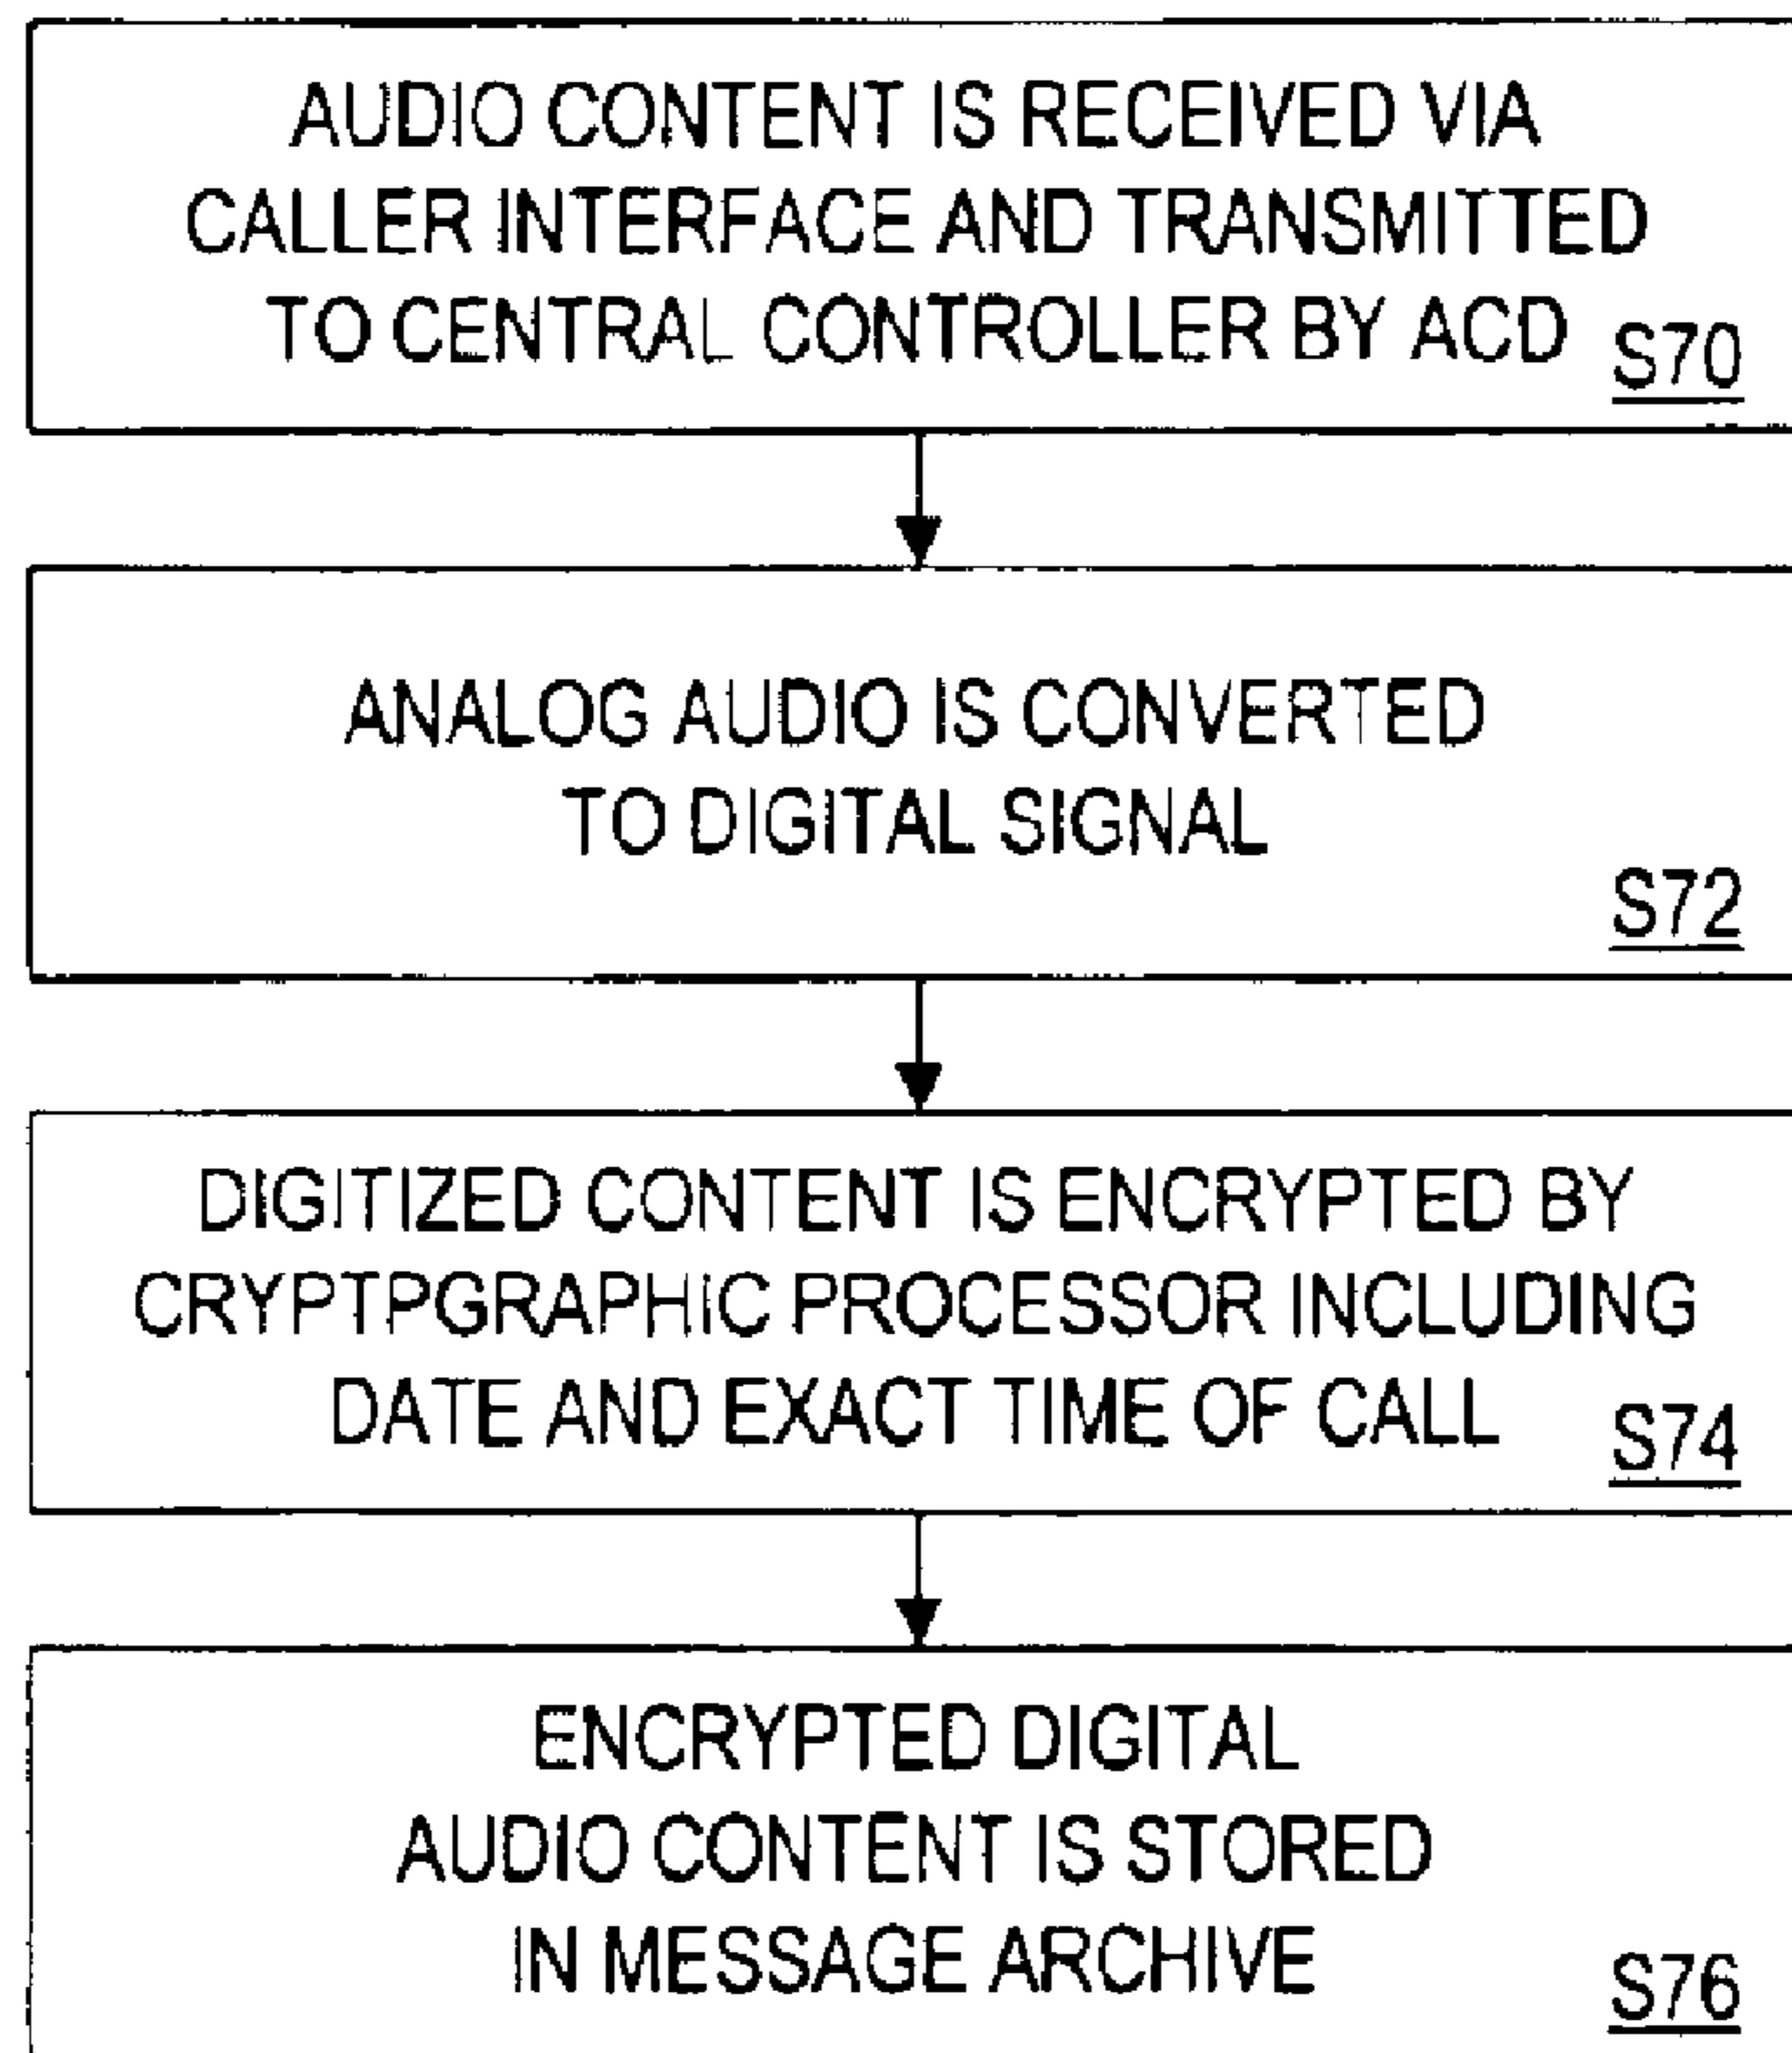 AUDIO CONTENT IS RECEIVED VIA
CALLER INTERFACE AND TRANSMITTED
TO CENTRAL CONTROLLER BY ACD
S70
ANALOG AUDIO IS CONVERTED
TO DIGITAL SIGNAL
S72
DIGITIZED CONTENT IS ENCRYPTED BY
CRYPTPGRAPHIC PROCESSOR INCLUDING
DATE AND EXACT TIME OF CALL
S74
ENCRYPTED DIGITAL
AUDIO CONTENT IS STORED
IN MESSAGE ARCHIVE
S76